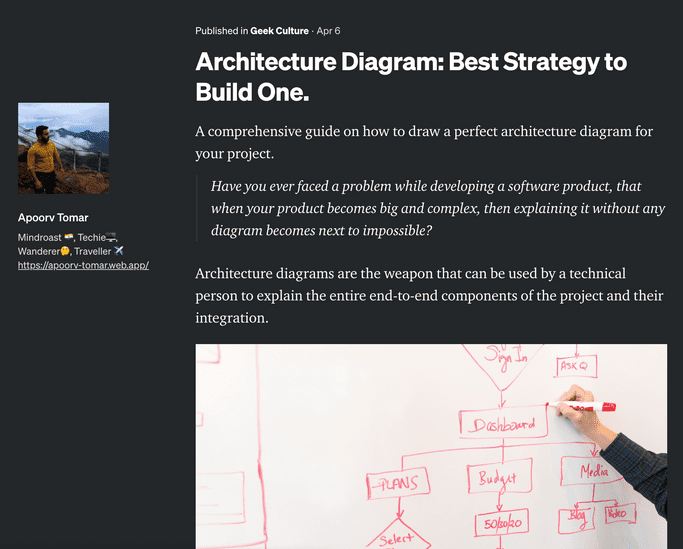 Published in Geek Culture · Apr 6
Architecture Diagram: Best Strategy to
Build One.
A comprehensive guide on how to draw a perfect architecture diagram for
your project.
Have you ever faced a problem while developing a software product, that
when your product becomes big and complex, then explaining it without any
diagram becomes next to impossible?
Architecture diagrams are the weapon that can be used by a technical
person to explain the entire end-to-end components of the project and their
integration.
Apoorv Tomar
Mindroast 🍻, Techie🖥️,
Wanderer🤔, Traveller ✈️
https://apoorv-tomar.web.app/
Sign In
ASK Q
Dashboard
PLANS
Budget
Media
50/30/20
Blog
Video
Select